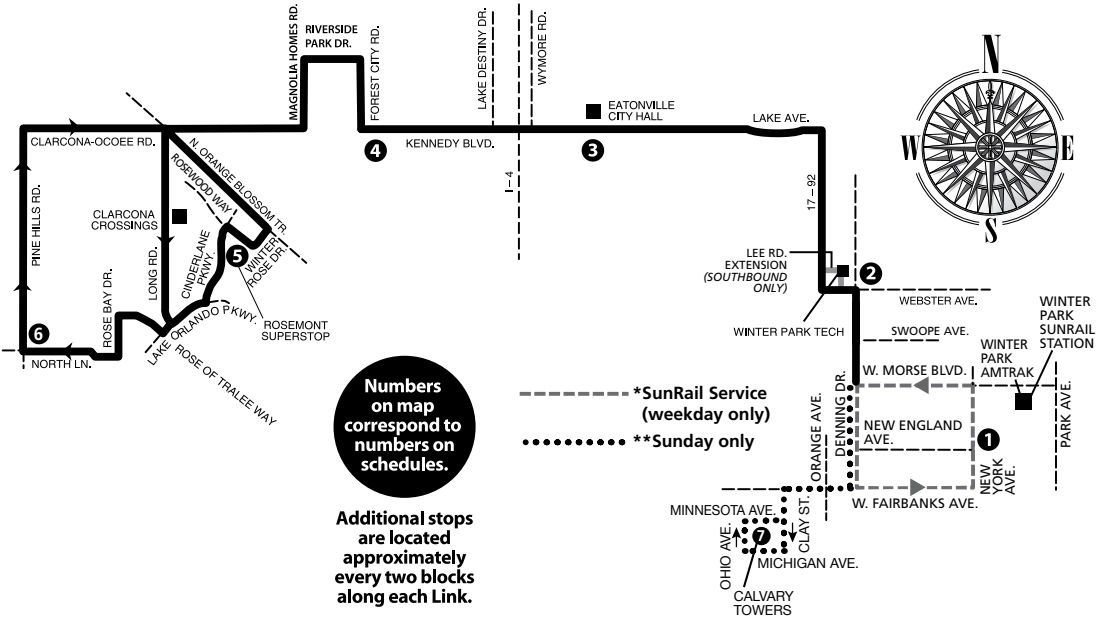 MAGNOLIA HOMES RD.
RIVERSIDE
PARK DR.
FOREST CITY RD.
LAKE DESTINY DR.
WYMORE RD.
I–4
N
W
E
S
EATONVILLE
CITY HALL
LAKE AVE.
CLARCONA-OCOEE RD.
KENNEDY BLVD.
4
3
N. ORANGE BLOSSOM TR.
ROSEWOOD WAY
PINE HILLS RD.
CLARCONA
CROSSINGS
LONG RD.
CINDERLANE
PKWY.
5
WINTER
ROSE DR.
17–92
LEE RD.
EXTENSION
(SOUTHBOUND
ONLY)
2
WEBSTER AVE.
WINTER PARK TECH
ROSE BAY DR.
LAKE ORLANDO PKWY.
ROSEMONT
SUPERSTOP
6
NORTH LN.
ROSE OF TRALEE WAY
SWOOPE AVE.
WINTER
PARK
SUNRAIL
STATION
WINTER
PARK
AMTRAK
W. MORSE BLVD.
Numbers
on map
correspond to
numbers on
schedules.
*SunRail Service
(weekday only)
**Sunday only
ORANGE AVE.
DENNING DR.
NEW ENGLAND
AVE.
1
NEW
YORK
AVE.
PARK AVE.
W. FAIRBANKS AVE.
Additional stops
are located
approximately
every two blocks
along each Link.
MINNESOTA AVE.
CLAY ST.
OHIO AVE.
7
MICHIGAN AVE.
CALVARY
TOWERS